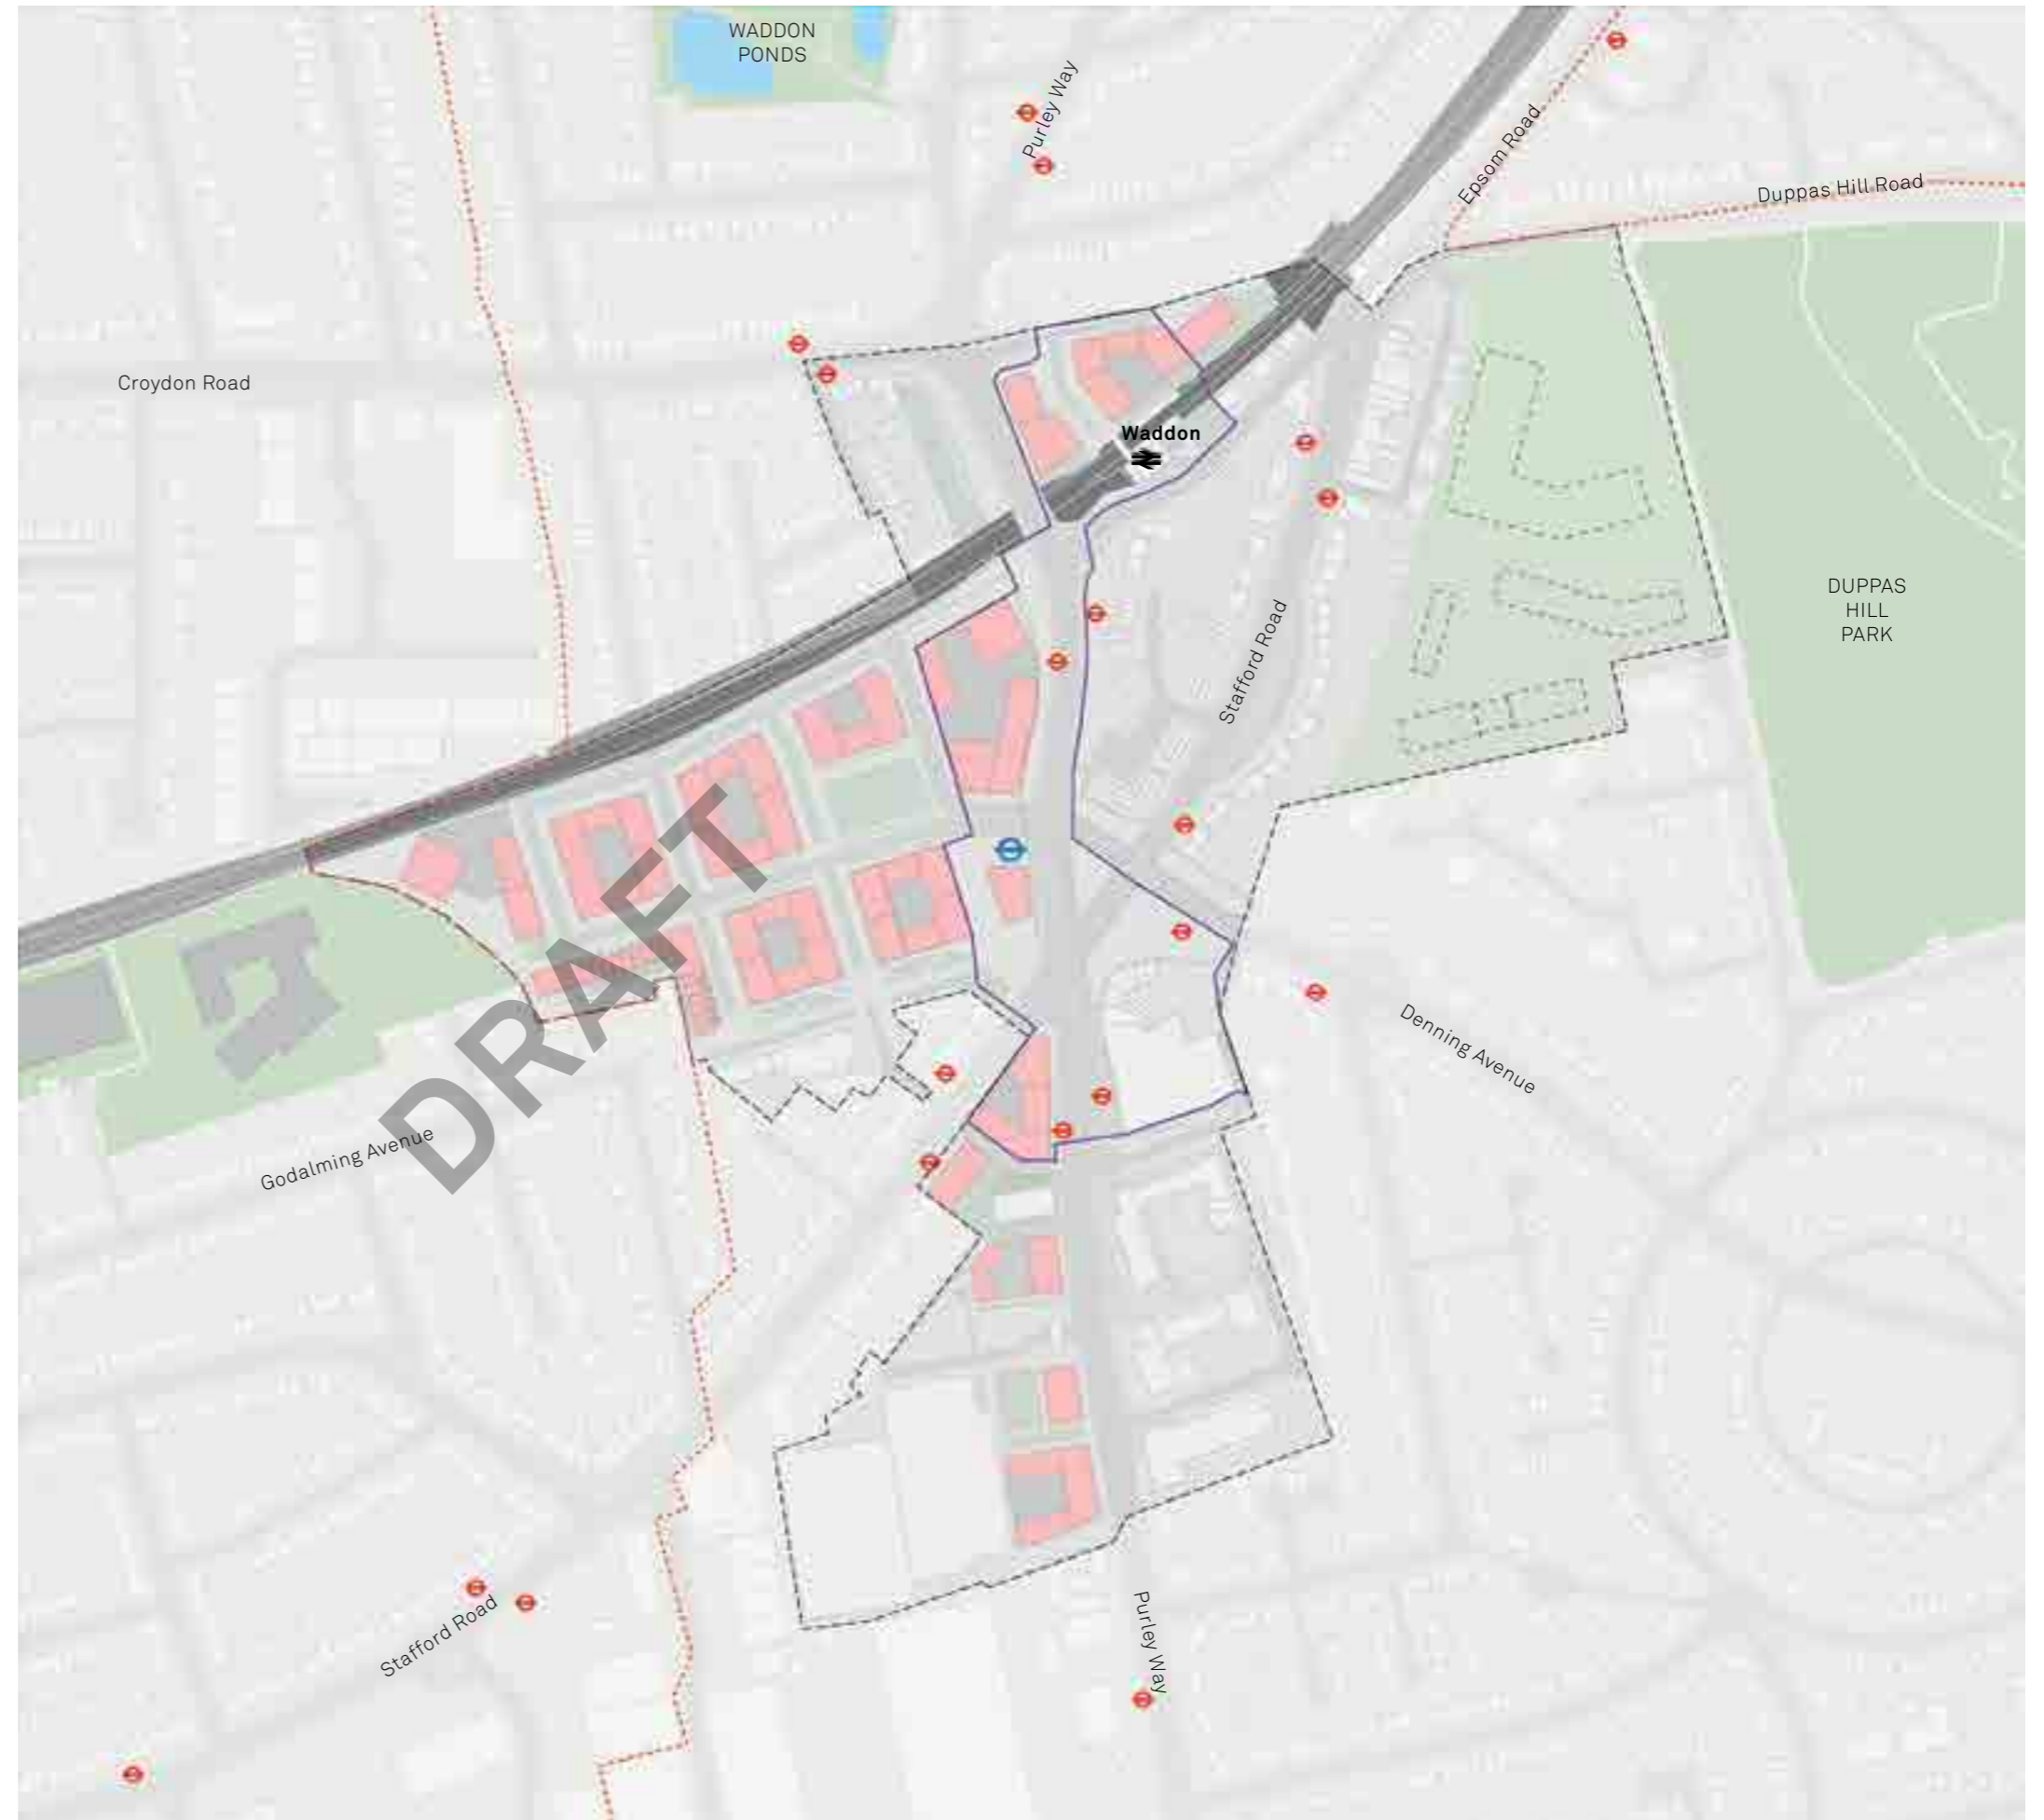 WADDON
PONDS
Purley Way
Epsom Road
Duppas Hill Road
Croydon Road
Waddon
DUPPAS
HILL
PARK
Stafford Road
DRAFT
Denning Avenue
Godalming Avenue
Stafford Road
Purley Way